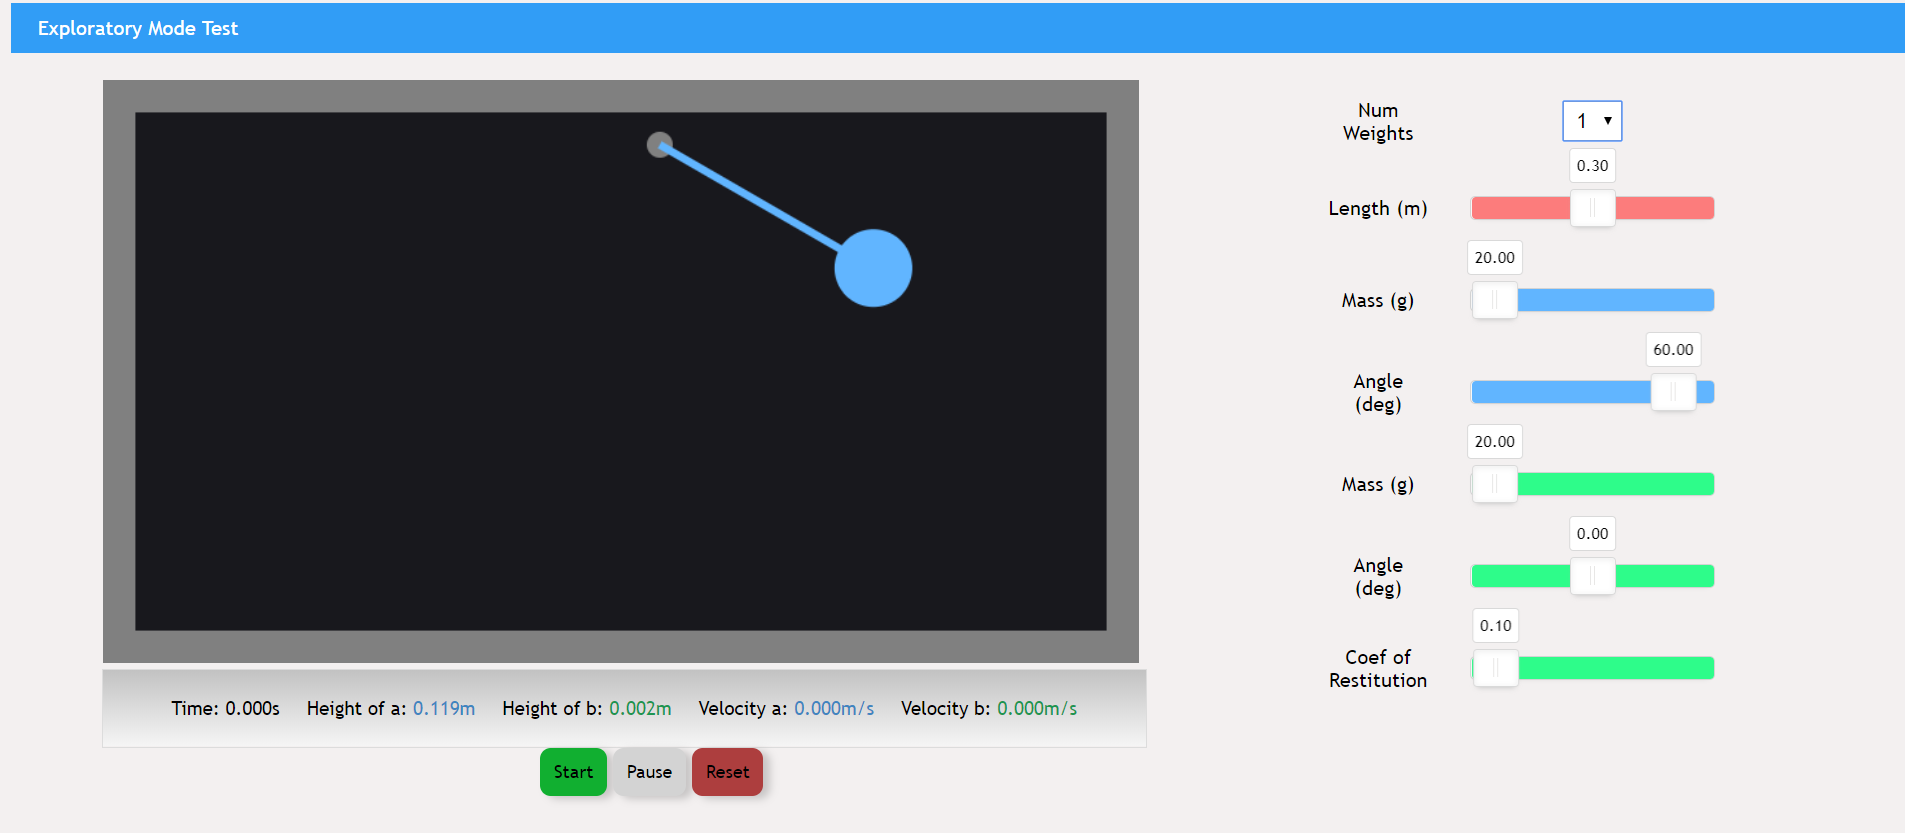 Exploratory Mode Test
Num
Weights
1
0.30
Length (m)
20.00
Mass (g)
60.00
Angle
(deg)
20.00
Mass (g)
0.00
Angle
(deg)
0.10
Coef of
Restitution
Time: 0.000s Height of a: 0.119m Height of b: 0.002m Velocity a: 0.000m/s Velocity b: 0.000m/s
Start Pause Reset